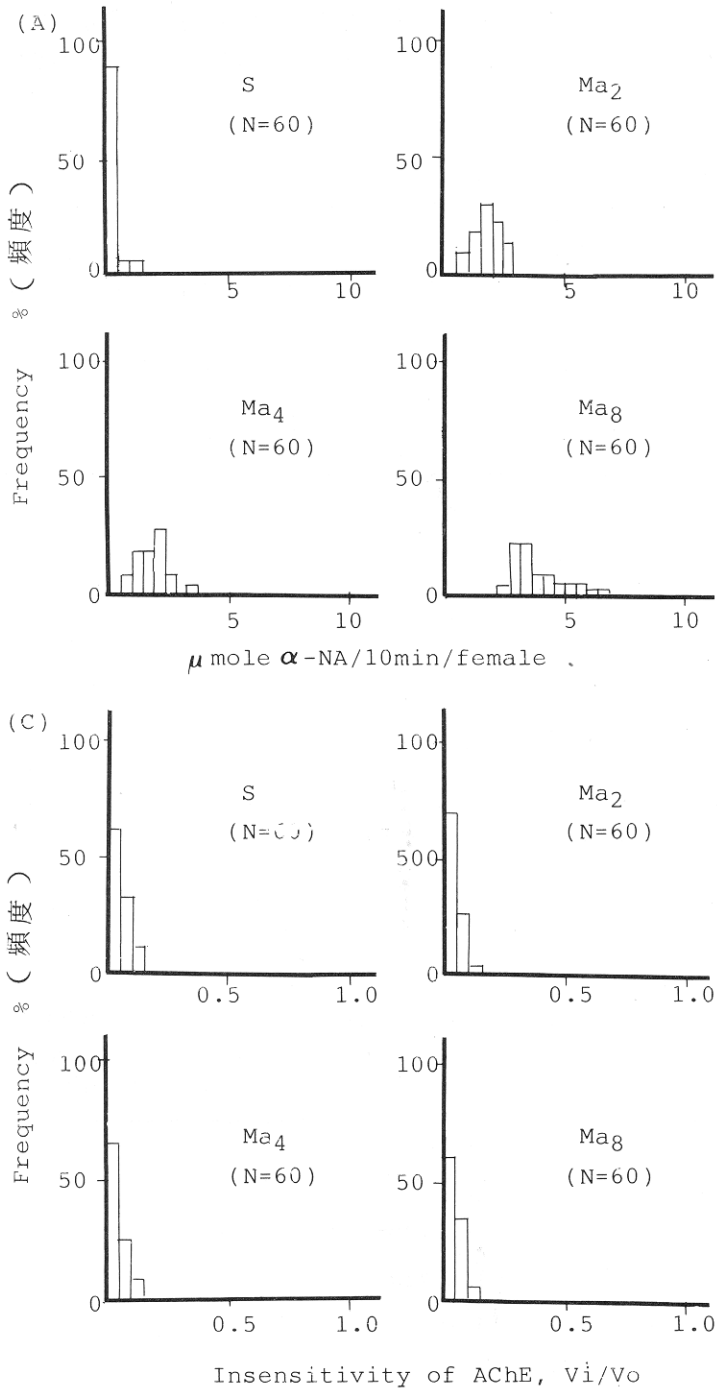 (A)
100
50
0
5
10
S
(N=60)
100
50
0
5
10
Ma2
(N=60)
100
50
0
5
10
Ma4
(N=60)
100
50
0
5
10
Ma8
(N=60)
Frequency % (頻度)
μ mole α-NA/10min/female
(C)
100
50
0
0.5
1.0
S
100
500
0
0.5
1.0
Ma2
(N=60)
100
50
0
0.5
1.0
Ma4
(N=60)
100
50
0
0.5
1.0
Ma8
(N=60)
Frequency % (頻度)
Insensitivity of AChE, Vi/Vo